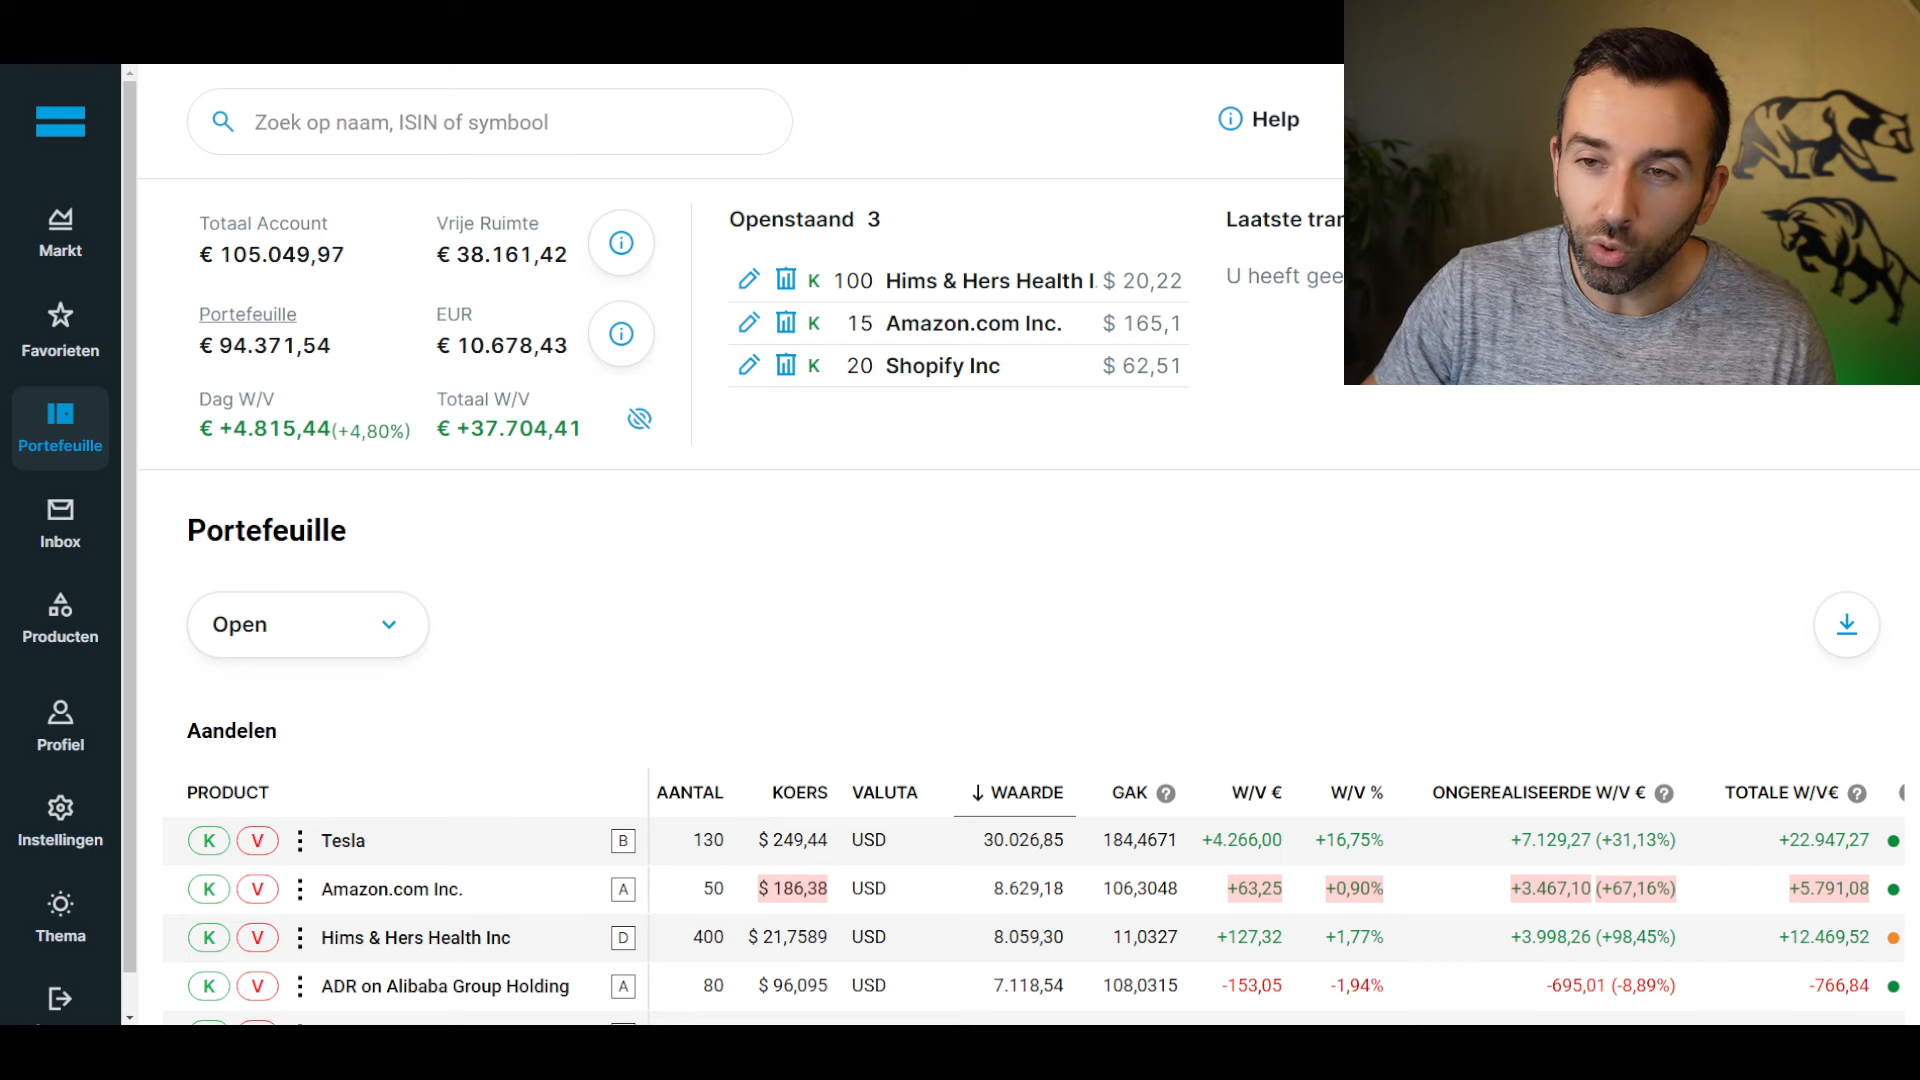 Zoek op naam, ISIN of symbool
Help
Markt
Favorieten
Portefeuille
Inbox
Producten
Profiel
Instellingen
Thema
Totaal Account
€ 105.049,97
Vrije Ruimte
€ 38.161,42
Portefeuille
€ 94.371,54
EUR
€ 10.678,43
Dag W/V
€ +4.815,44(+4,80%)
Totaal W/V
€ +37.704,41
Openstaand 3
K 100 Hims & Hers Health I. $ 20,22
K 15 Amazon.com Inc. $ 165,1
K 20 Shopify Inc $ 62,51
Laatste tra
U heeft gee
Portefeuille
Open
Aandelen
PRODUCT AANTAL KOERS VALUTA WAARDE GAK ? W/V € W/V % ONGEREALISEERDE W/V € ? TOTALE W/V€ ?
K V Tesla B 130 $ 249,44 USD 30.026,85 184,4671 +4.266,00 +16,75% +7.129,27 (+31,13%) +22.947,27
K V Amazon.com Inc. A 50 $ 186,38 USD 8.629,18 106,3048 +63,25 +0,90% +3.467,10 (+67,16%) +5.791,08
K V Hims & Hers Health Inc D 400 $ 21,7589 USD 8.059,30 11,0327 +127,32 +1,77% +3.998,26 (+98,45%) +12.469,52
K V ADR on Alibaba Group Holding A 80 $ 96,095 USD 7.118,54 108,0315 -153,05 -1,94% -695,01 (-8,89%) -766,84